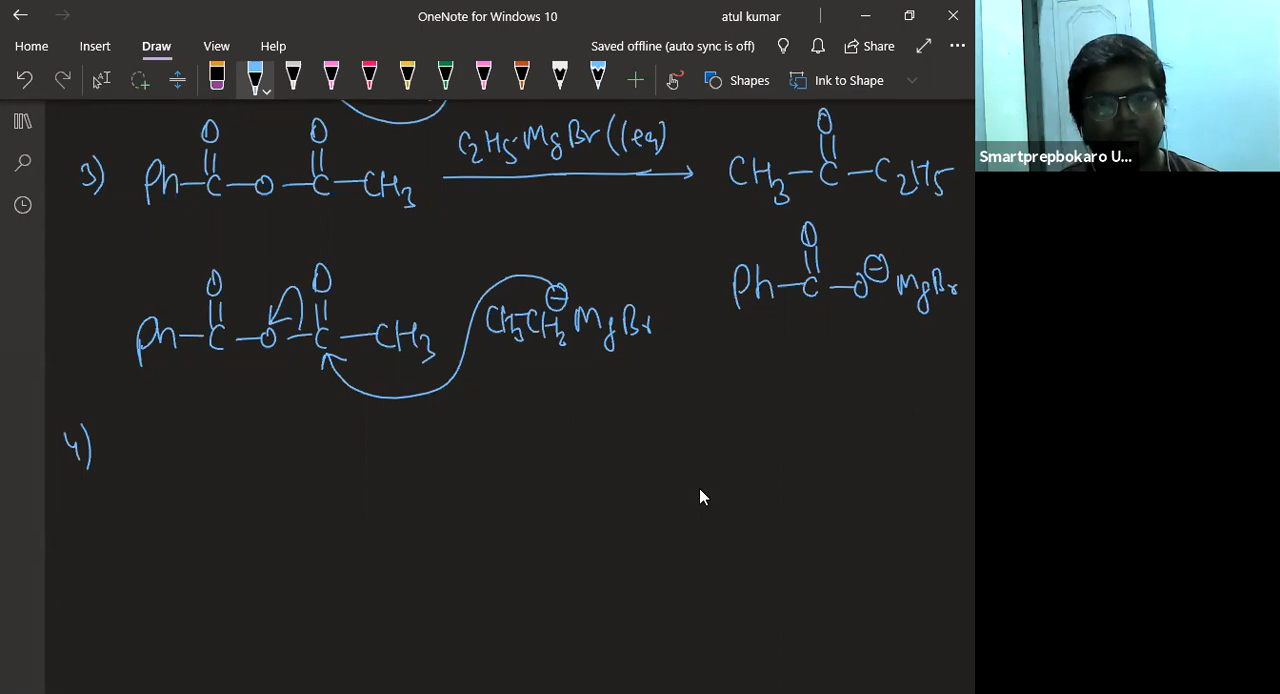 OneNote for Windows 10
atul kumar
Home Insert Draw View Help
Saved offline (auto sync is off)
Share
Shapes
Ink to Shape
Smartprepbokaro U...
3) Ph-C-O-C-CH3
O O
C2H5MgBr (1eq)
O
CH3-C-C2H5
O
Ph-C-O⊖ MgBr
O O
Ph-C-O-C-CH3
⊖
CH3CH2MgBr
4)